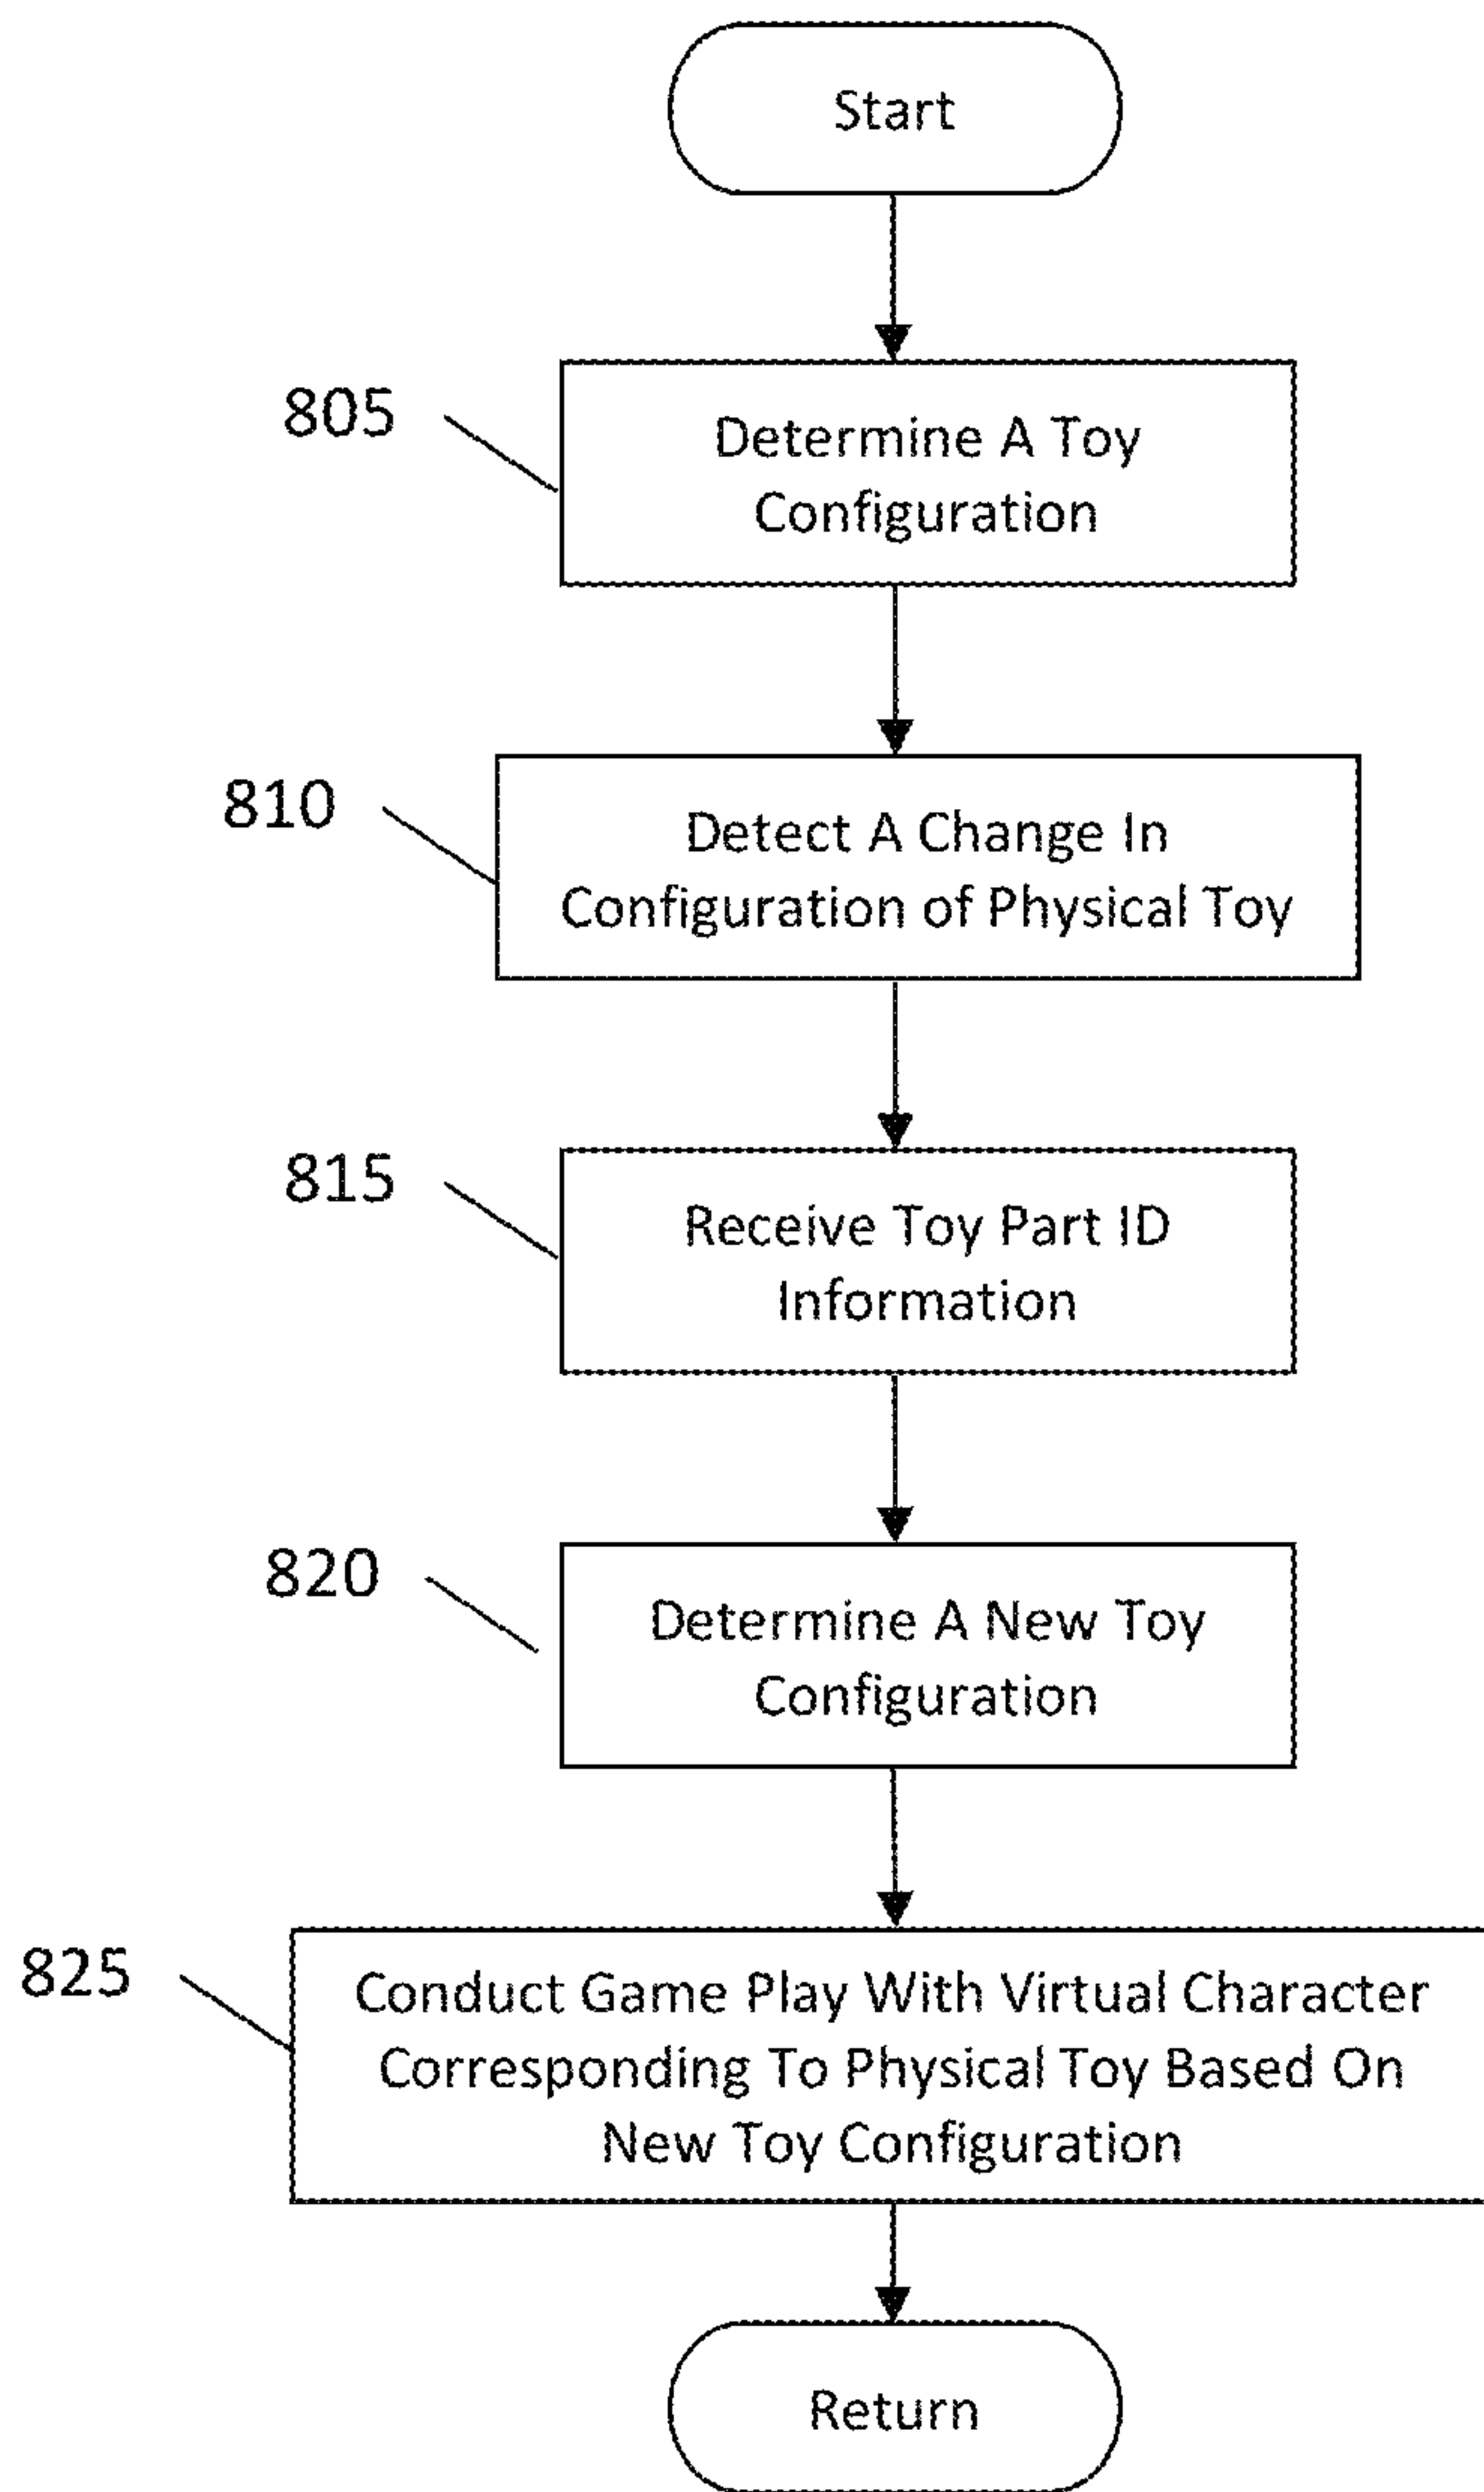 Start
805
Determine A Toy
Configuration
810
Detect A Change In
Configuration of Physical Toy
815
Receive Toy Part ID
Information
820
Determine A New Toy
Configuration
825
Conduct Game Play With Virtual Character
Corresponding To Physical Toy Based On
New Toy Configuration
Return